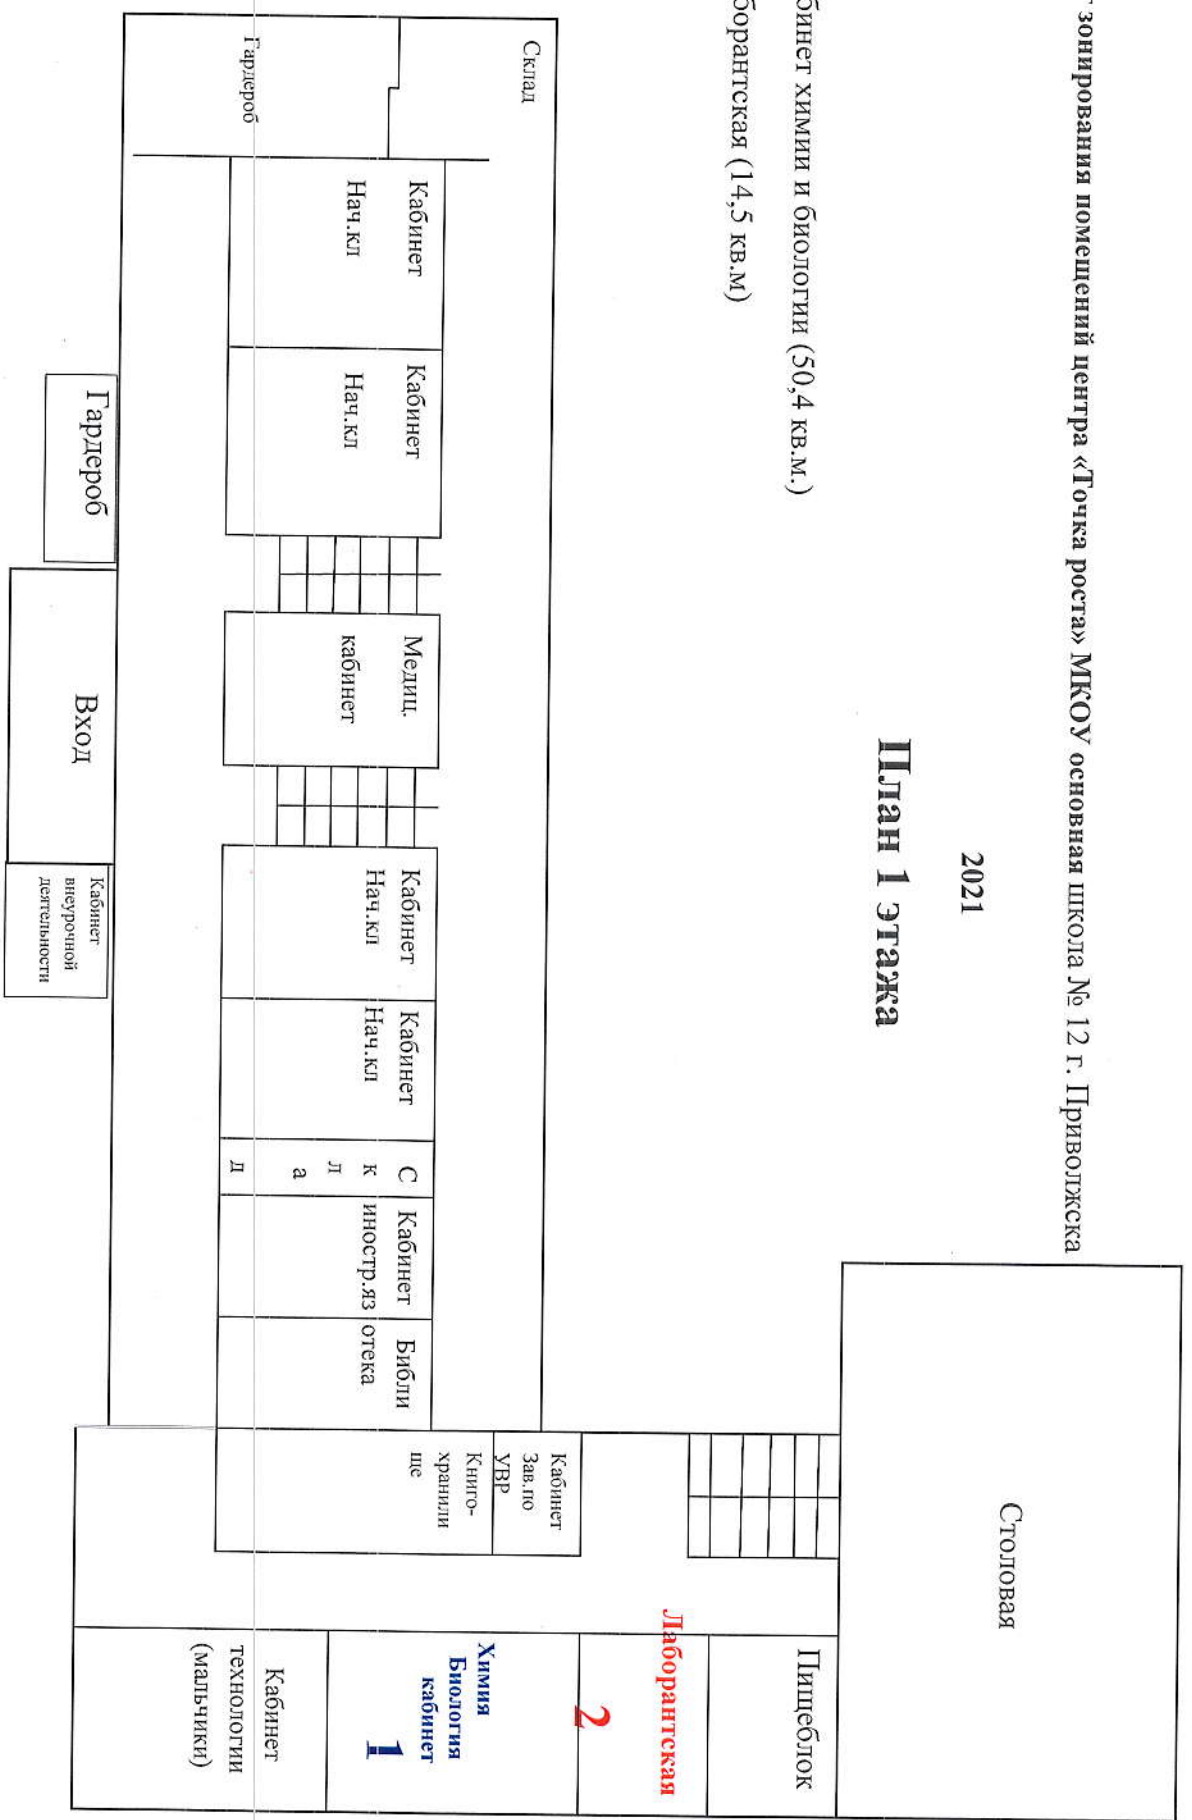 зонирования помещений центра «Точка роста» МКОУ основная школа № 12 г. Приволжска
2021
План 1 этажа
бинет химии и биологии (50,4 кв.м.)
борантская (14,5 кв.м)
Столовая
Склад
Гардероб
Кабинет
Нач.кл
Кабинет
Нач.кл
Медиц.
кабинет
Кабинет
Нач.кл
Кабинет
Нач.кл
С
к
л
а
д
Кабинет
иностр.яз
Библи
отека
Кабинет
Зав.по
УВР
Книго-
хранили
ще
Пищеблок
Лаборантская
2
Химия
Биология
кабинет
1
Кабинет
технологии
(мальчики)
Гардероб
Вход
Кабинет
внеурочной
деятельности